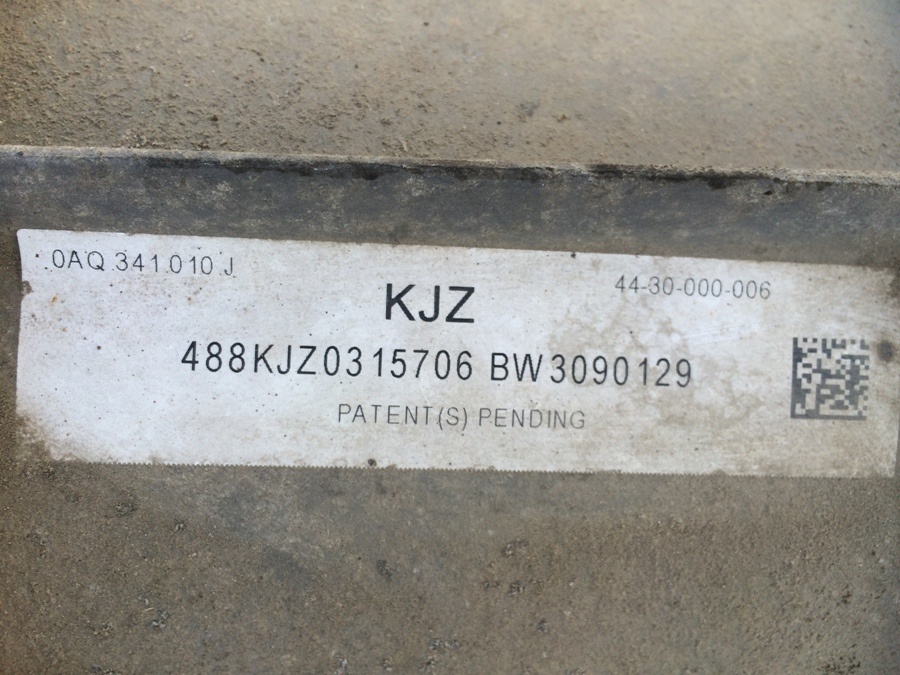 0AQ 341 010 J
44-30-000-006
KJZ
488KJZ0315706 BW3090129
PATENT(S) PENDING